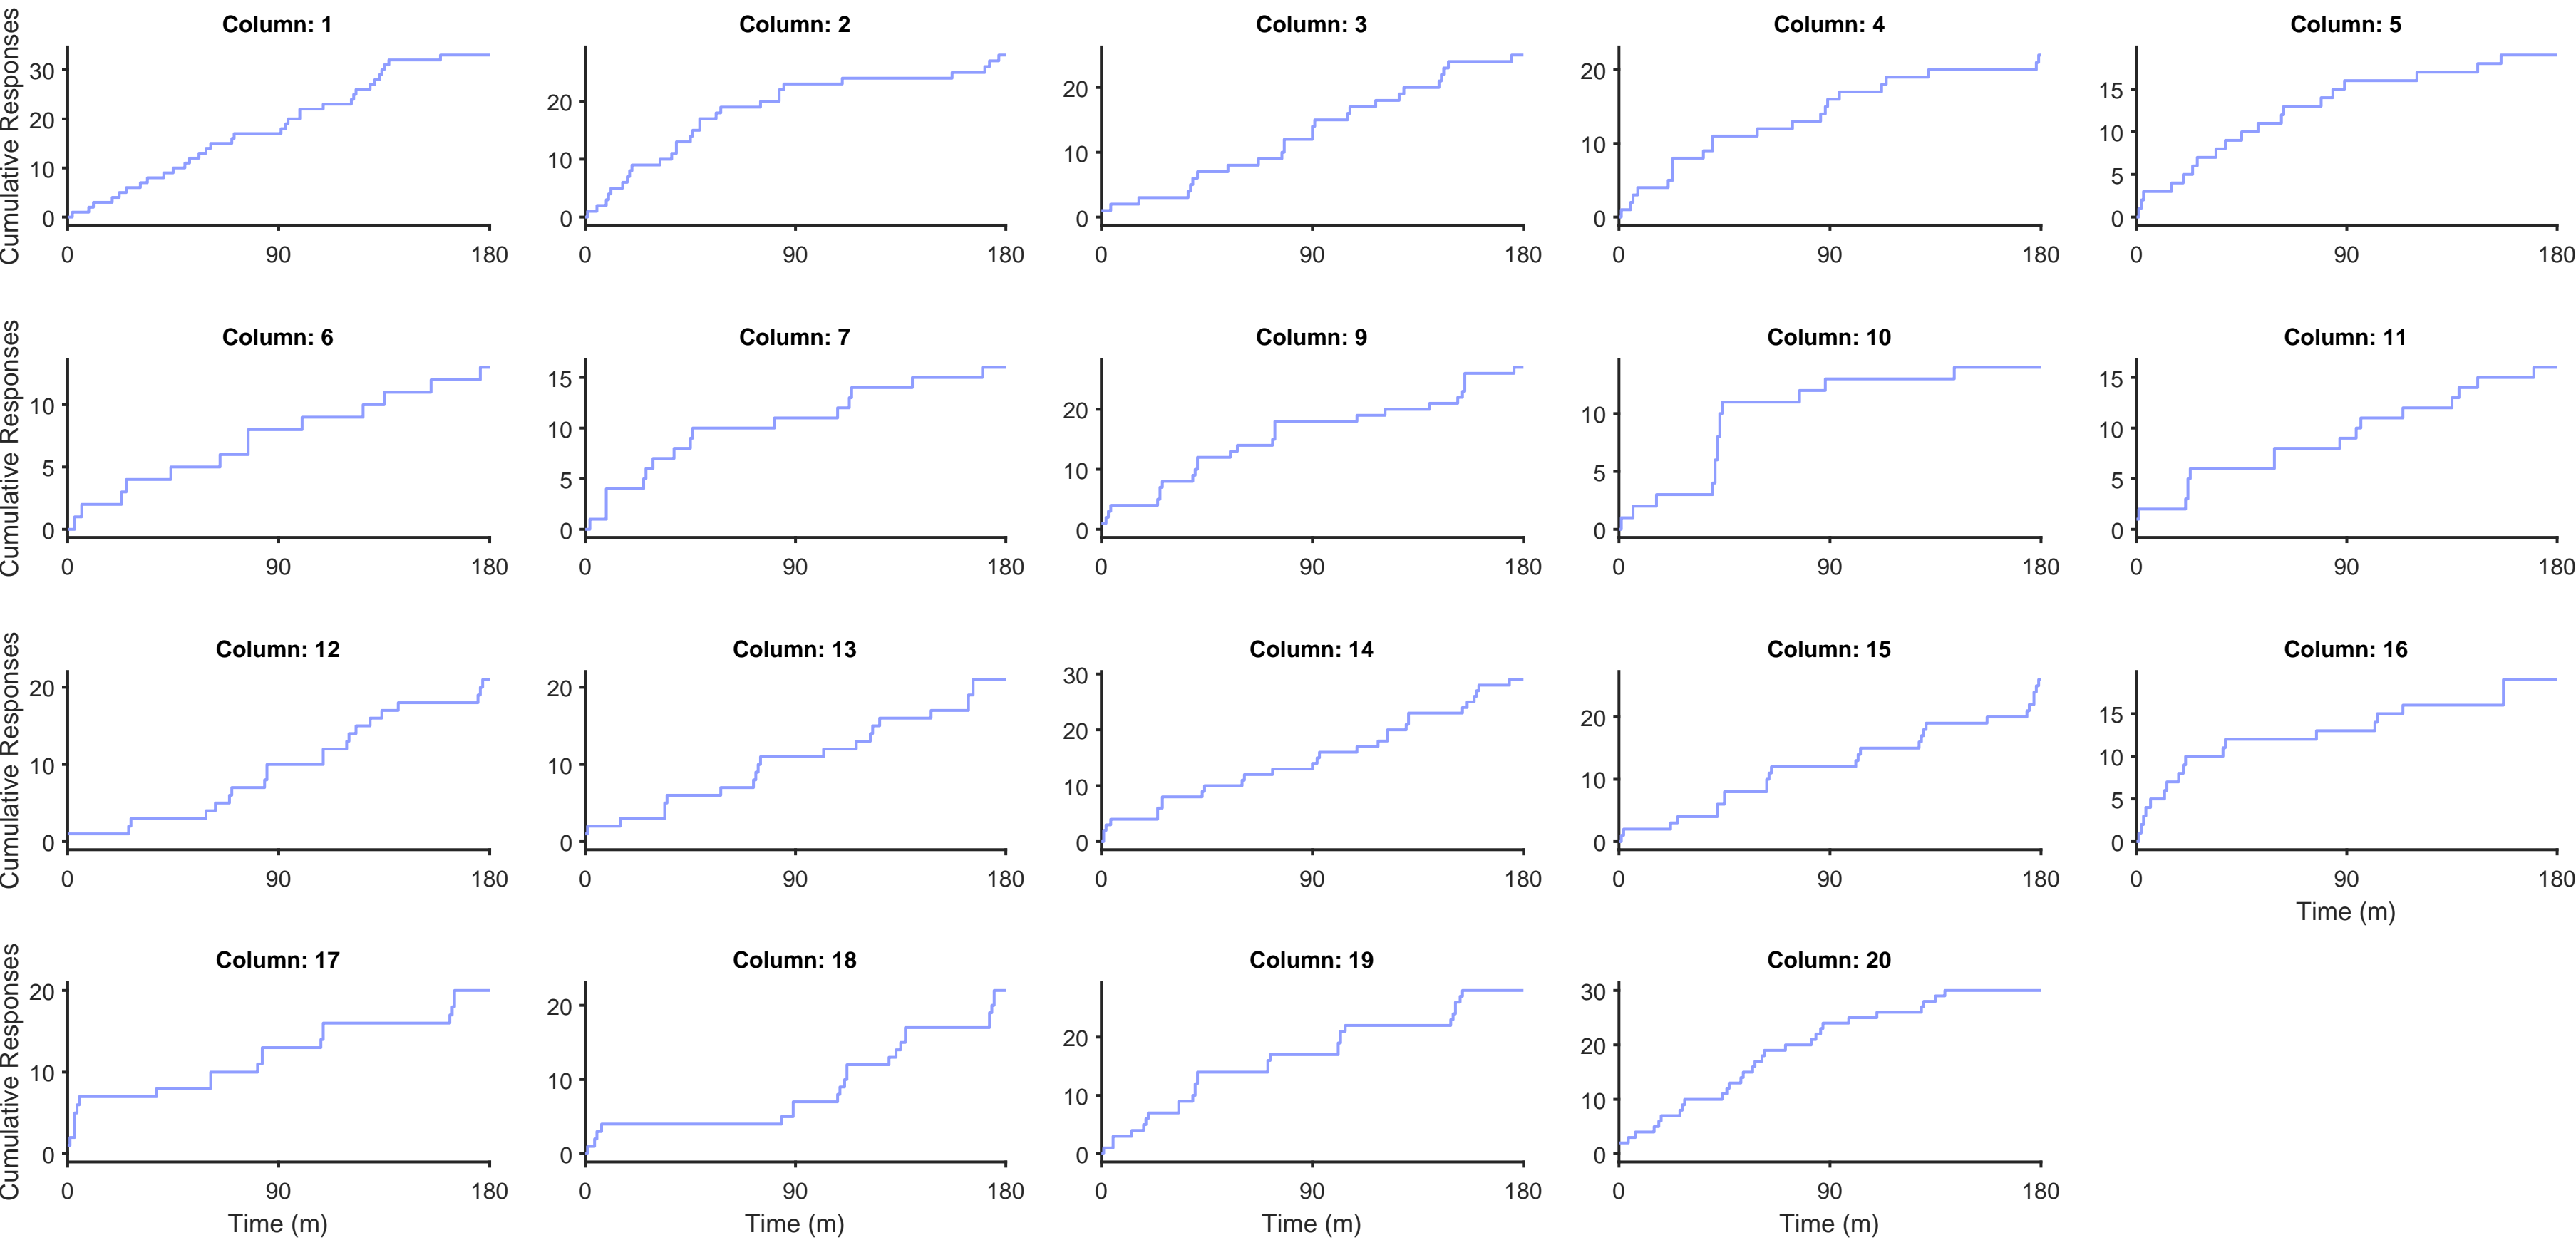 Column: 1
Column: 2
Column: 3
Column: 4
Column: 5
Cumulative Responses
30
20
10
0
20
10
0
20
10
0
20
10
0
15
10
5
0
0 90 180
0 90 180
0 90 180
0 90 180
0 90 180
Column: 6
Column: 7
Column: 9
Column: 10
Column: 11
Cumulative Responses
10
5
0
15
10
5
0
20
10
0
10
5
0
15
10
5
0
0 90 180
0 90 180
0 90 180
0 90 180
0 90 180
Column: 12
Column: 13
Column: 14
Column: 15
Column: 16
Cumulative Responses
20
10
0
20
10
0
30
20
10
0
20
10
0
15
10
5
0
0 90 180
0 90 180
0 90 180
0 90 180
0 90 180
Time (m)
Column: 17
Column: 18
Column: 19
Column: 20
Cumulative Responses
20
10
0
20
10
0
20
10
0
30
20
10
0
0 90 180
0 90 180
0 90 180
0 90 180
Time (m)
Time (m)
Time (m)
Time (m)